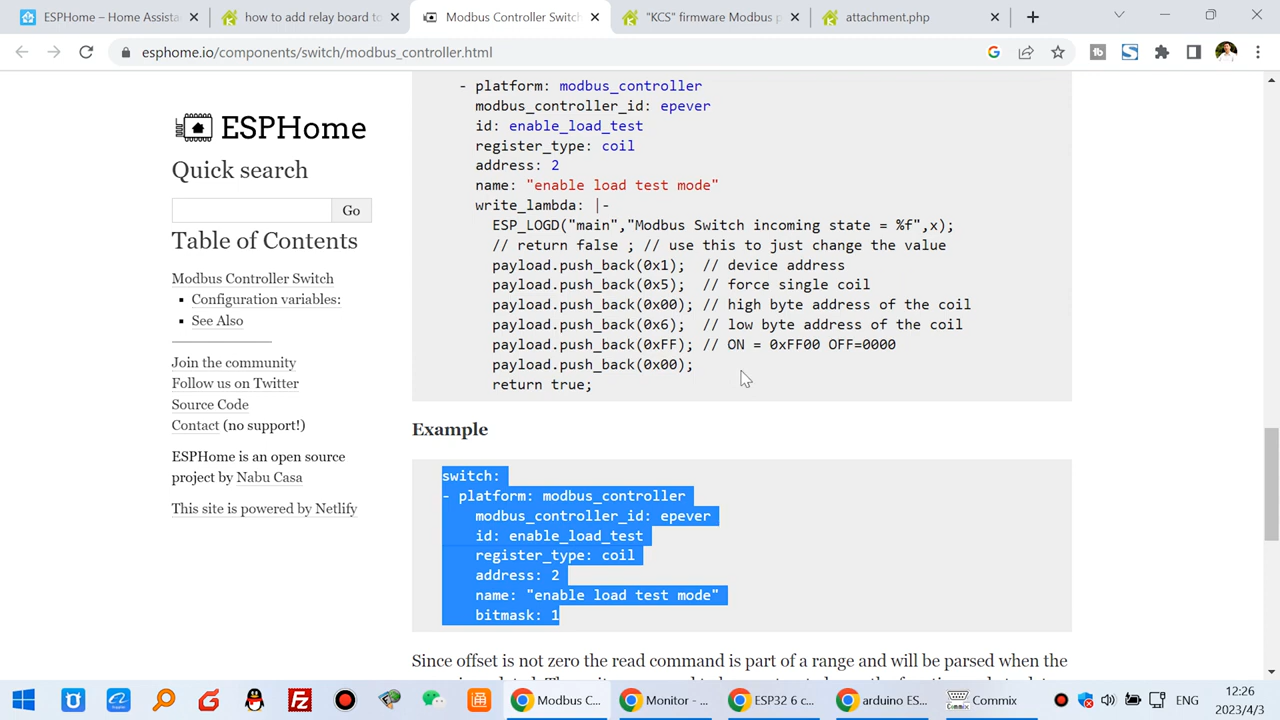 ESPHome – Home Assista
how to add relay board to
Modbus Controller Switc
"KCS" firmware Modbus p
attachment.php
esphome.io/components/switch/modbus_controller.html
ESPHome
Quick search
Go
Table of Contents
Modbus Controller Switch
Configuration variables:
See Also
Join the community
Follow us on Twitter
Source Code
Contact (no support!)
ESPHome is an open source
project by Nabu Casa
This site is powered by Netlify
- platform: modbus_controller
modbus_controller_id: epever
id: enable_load_test
register_type: coil
address: 2
name: "enable load test mode"
write_lambda: |-
ESP_LOGD("main","Modbus Switch incoming state = %f",x);
// return false ; // use this to just change the value
payload.push_back(0x1); // device address
payload.push_back(0x5); // force single coil
payload.push_back(0x00); // high byte address of the coil
payload.push_back(0x6); // low byte address of the coil
payload.push_back(0xFF); // ON = 0xFF00 OFF=0000
payload.push_back(0x00);
return true;
Example
switch:
- platform: modbus_controller
modbus_controller_id: epever
id: enable_load_test
register_type: coil
address: 2
name: "enable load test mode"
bitmask: 1
Since offset is not zero the read command is part of a range and will be parsed when the
Modbus C...
Monitor - ...
ESP32 6 c...
arduino ES...
Commix
12:26
2023/4/3